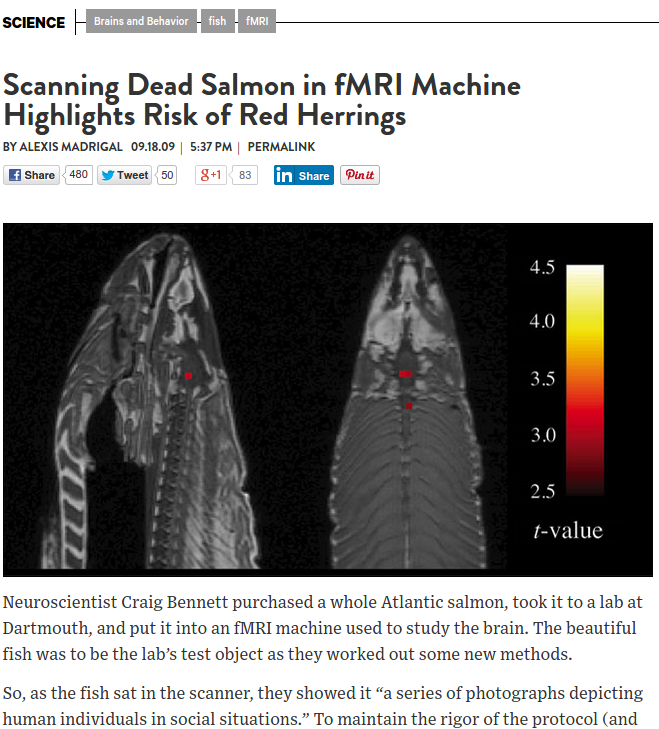 SCIENCE Brains and Behavior fish fMRI
Scanning Dead Salmon in fMRI Machine
Highlights Risk of Red Herrings
BY ALEXIS MADRIGAL 09.18.09 | 5:37 PM | PERMALINK
f Share 480 Tweet 50 g+1 83 in Share Pin it
4.5
4.0
3.5
3.0
2.5
t-value
Neuroscientist Craig Bennett purchased a whole Atlantic salmon, took it to a lab at
Dartmouth, and put it into an fMRI machine used to study the brain. The beautiful
fish was to be the lab’s test object as they worked out some new methods.
So, as the fish sat in the scanner, they showed it “a series of photographs depicting
human individuals in social situations.” To maintain the rigor of the protocol (and